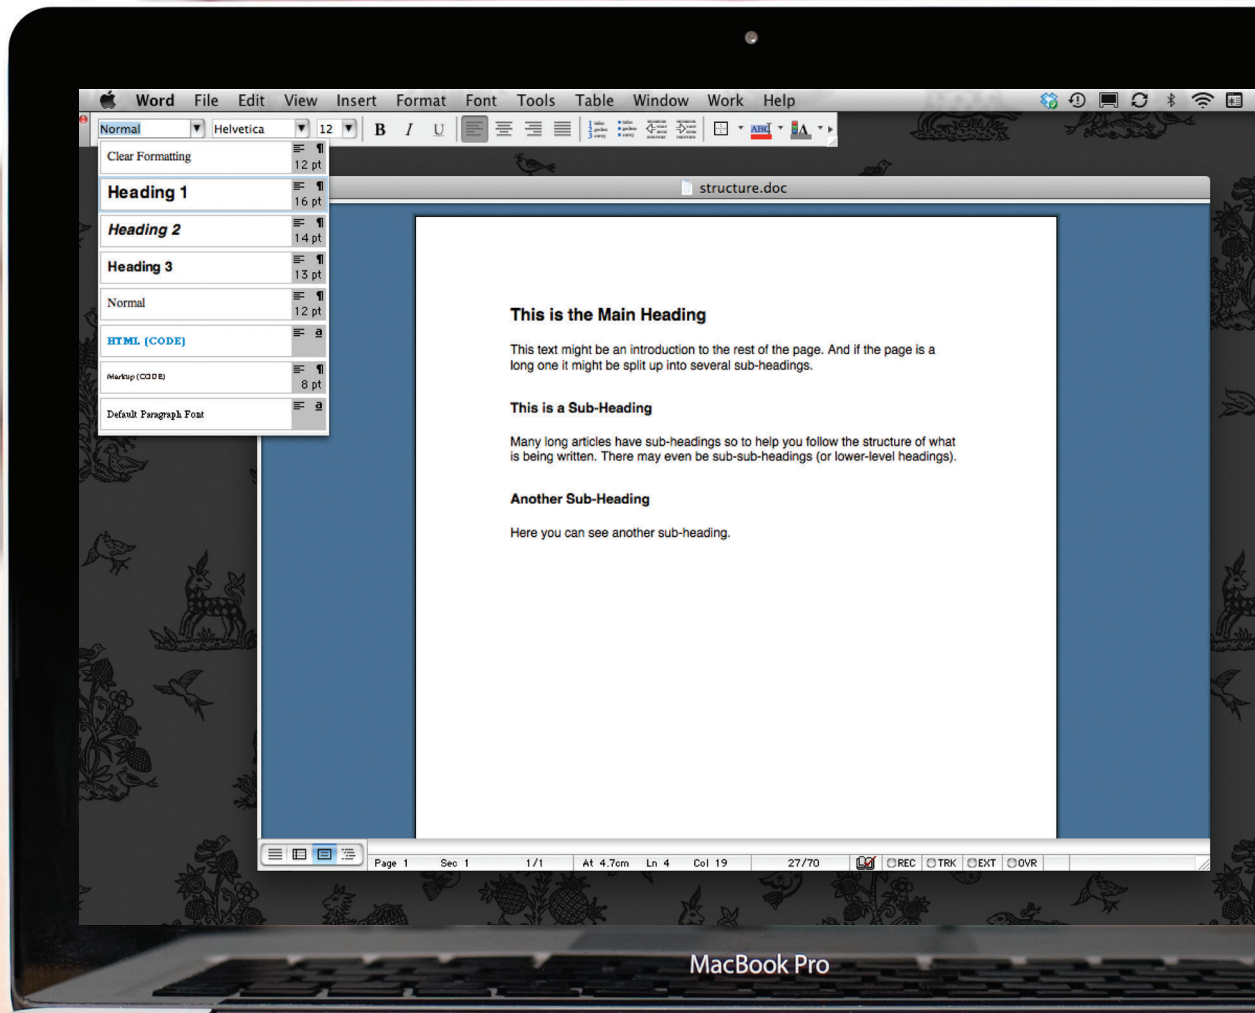 Word File Edit View Insert Format Font Tools Table Window Work Help
Normal Helvetica 12 B I U ABC A
Clear Formatting
12 pt
Heading 1
16 pt
Heading 2
14 pt
Heading 3
13 pt
Normal
12 pt
HTML (CODE)
a
Markup (CODE)
8 pt
Default Paragraph Font
a
structure.doc
This is the Main Heading
This text might be an introduction to the rest of the page. And if the page is a
long one it might be split up into several sub-headings.
This is a Sub-Heading
Many long articles have sub-headings so to help you follow the structure of what
is being written. There may even be sub-sub-headings (or lower-level headings).
Another Sub-Heading
Here you can see another sub-heading.
Page 1 Sec 1 1/1 At 4.7cm Ln 4 Col 19 27/70 REC TRK EXT OVR
MacBook Pro